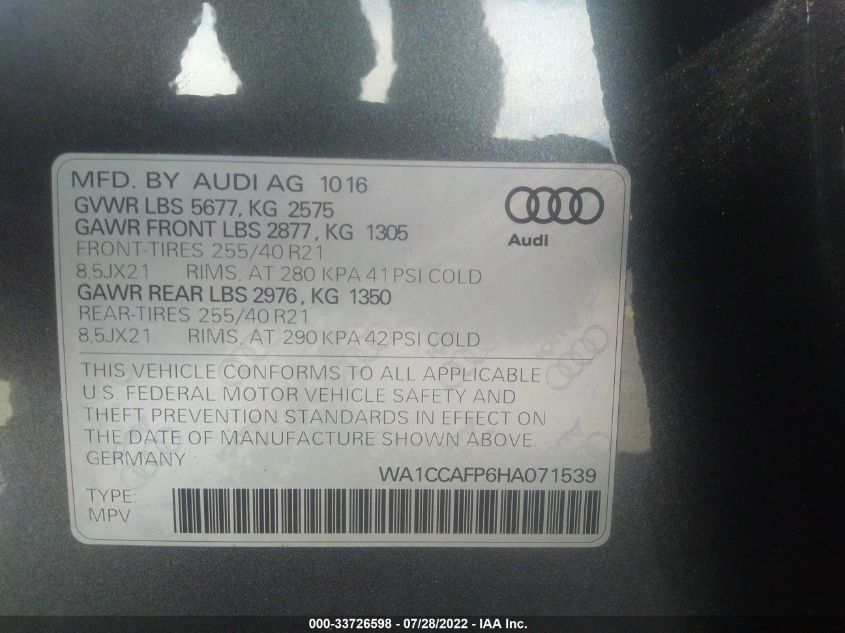 MFD. BY AUDI AG 10 16
GVWR LBS 5677, KG 2575
GAWR FRONT LBS 2877, KG 1305
FRONT-TIRES 255/40 R21
8,5JX21 RIMS, AT 280 KPA 41 PSI COLD
GAWR REAR LBS 2976, KG 1350
REAR-TIRES 255/40 R21
8,5JX21 RIMS, AT 290 KPA 42 PSI COLD
Audi
THIS VEHICLE CONFORMS TO ALL APPLICABLE
U.S. FEDERAL MOTOR VEHICLE SAFETY AND
THEFT PREVENTION STANDARDS IN EFFECT ON
THE DATE OF MANUFACTURE SHOWN ABOVE.
GERMANY
WA1CCAFP6HA071539
TYPE:
MPV
000-33726598 - 07/28/2022 - IAA Inc.